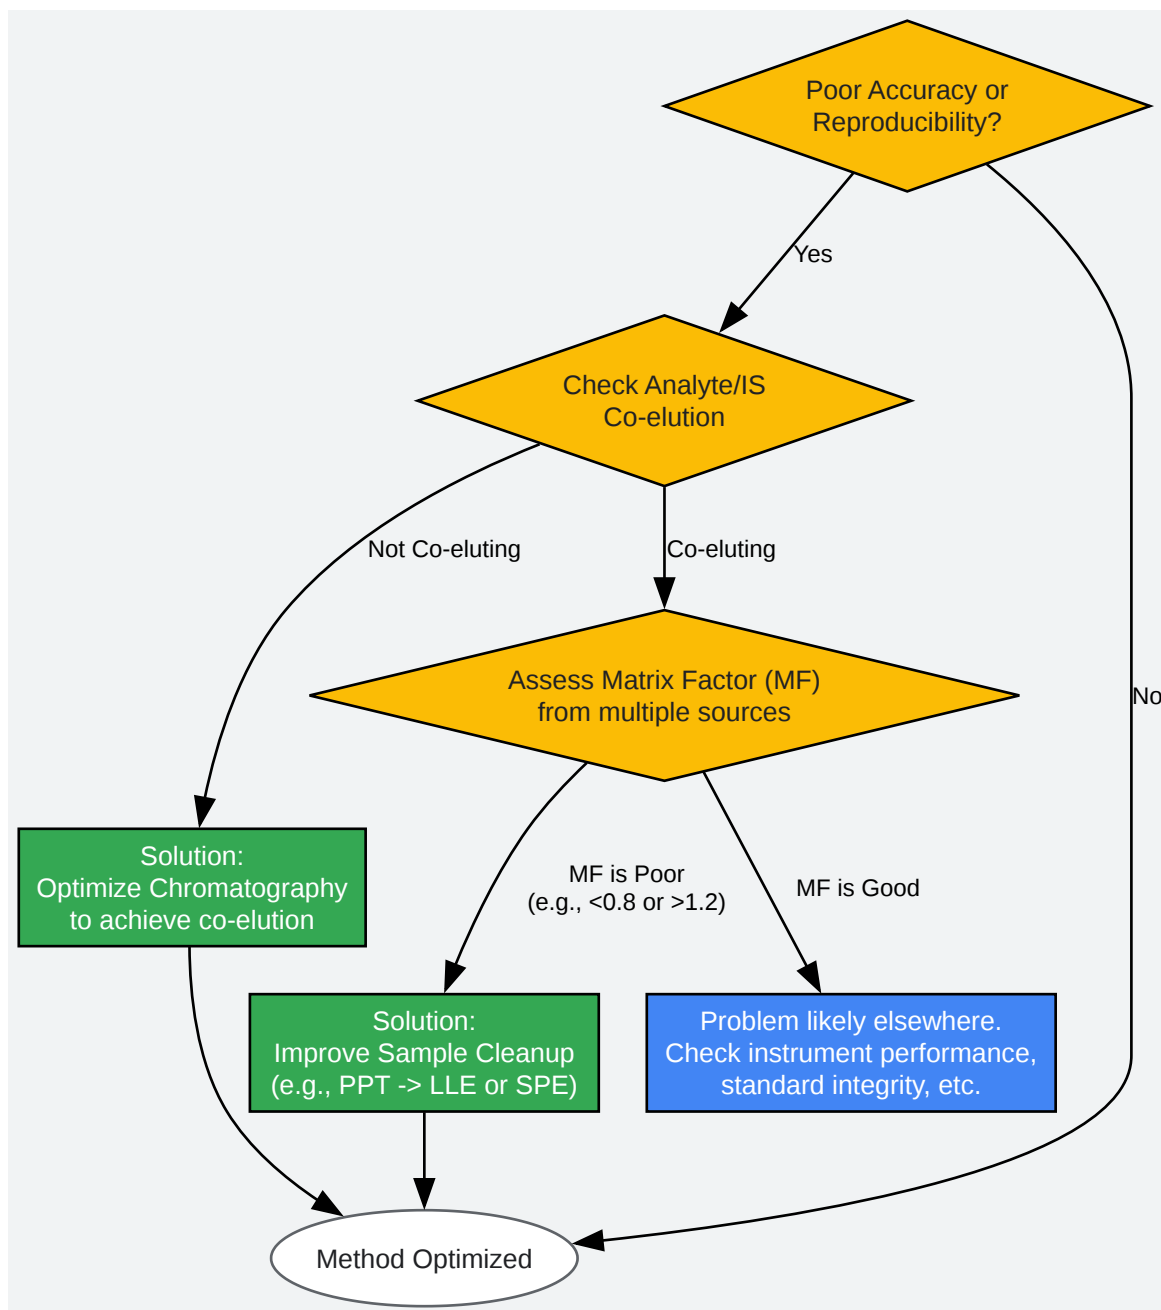 Poor Accuracy or
Reproducibility?
Yes
Check Analyte/IS
Co-elution
Not Co-eluting
Co-eluting
Assess Matrix Factor (MF)
from multiple sources
No
Solution:
Optimize Chromatography
to achieve co-elution
MF is Poor
(e.g., <0.8 or >1.2)
MF is Good
Solution:
Improve Sample Cleanup
(e.g., PPT -> LLE or SPE)
Problem likely elsewhere.
Check instrument performance,
standard integrity, etc.
Method Optimized